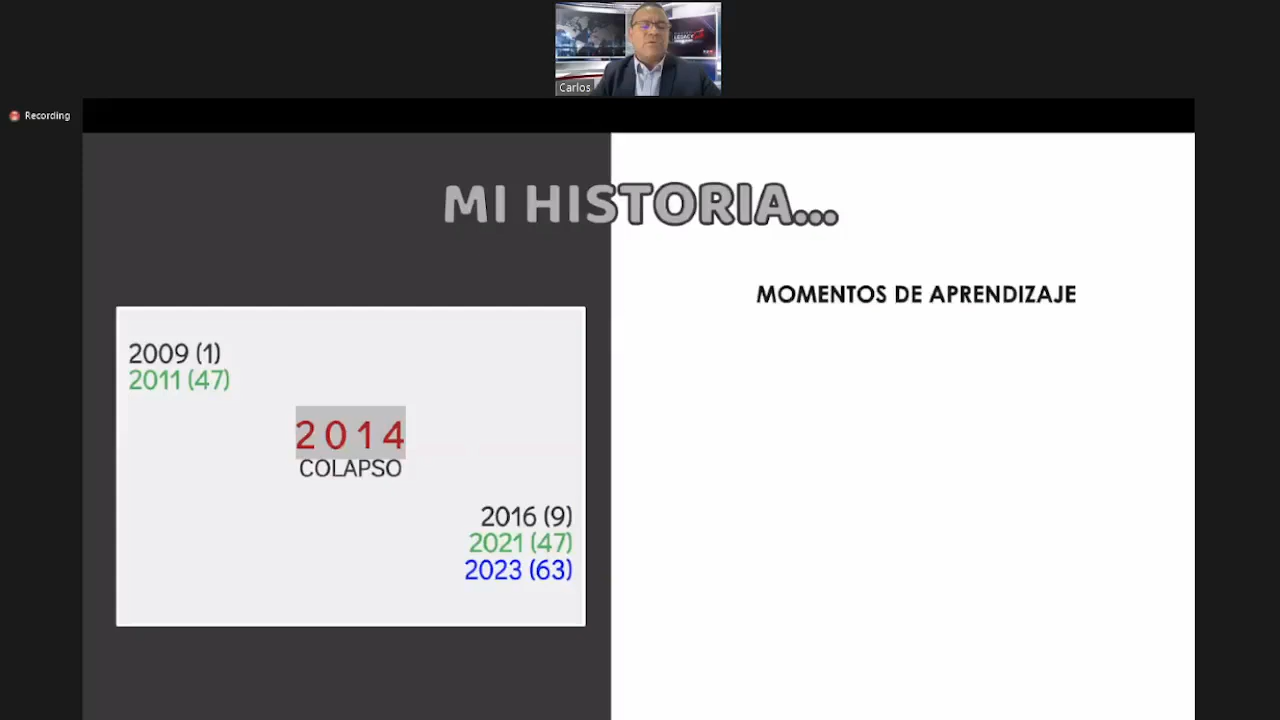 Carlos
Recording
MI HISTORIA...
MOMENTOS DE APRENDIZAJE
2009 (1)
2011 (47)
2014
COLAPSO
2016 (9)
2021 (47)
2023 (63)
LEGACY